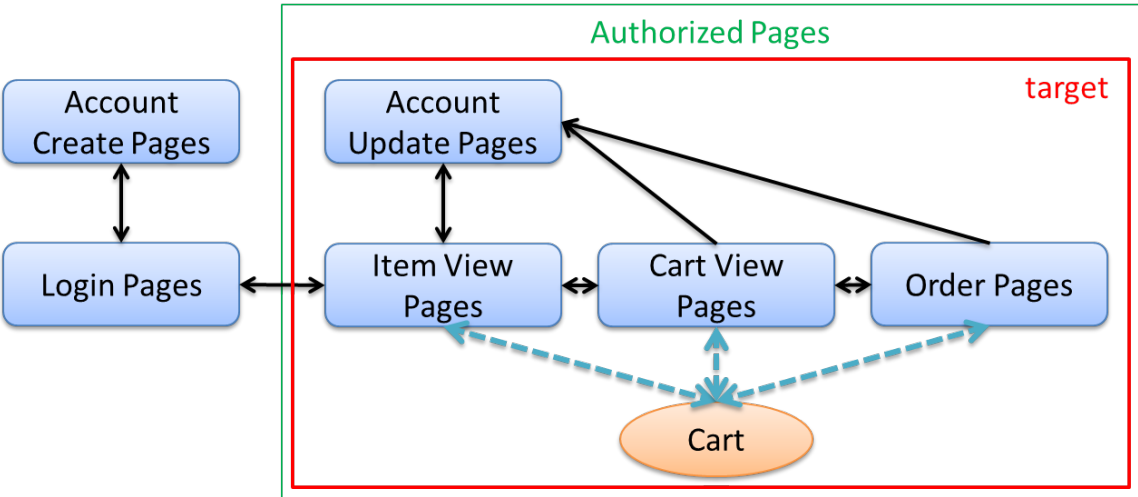 Authorized Pages
target
Account
Create Pages
Account
Update Pages
Login Pages
Item View
Pages
Cart View
Pages
Order Pages
Cart